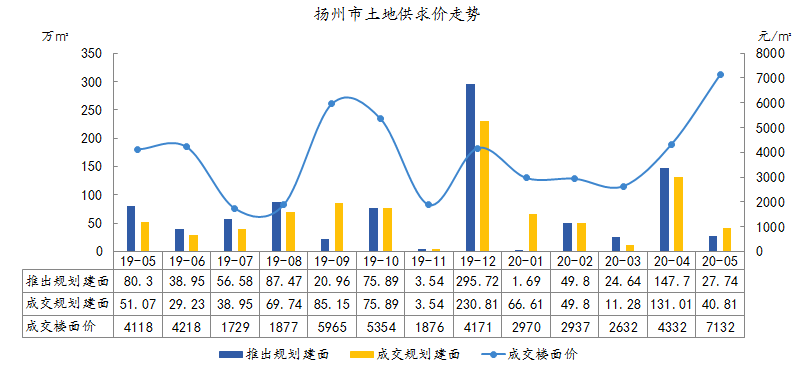 扬州市土地供求价走势
万㎡ 元/㎡
350 8000
300 7000
250 6000
200 5000
150 4000
100 3000
50 2000
0 1000
0
19-05 19-06 19-07 19-08 19-09 19-10 19-11 19-12 20-01 20-02 20-03 20-04 20-05
推出规划建面 80.3 38.95 56.58 87.47 20.96 75.89 3.54 295.72 1.69 49.8 24.64 147.7 27.74
成交规划建面 51.07 29.23 38.95 69.74 85.15 75.89 3.54 230.81 66.61 49.8 11.28 131.01 40.81
成交楼面价 4118 4218 1729 1877 5965 5354 1876 4171 2970 2937 2632 4332 7132
推出规划建面 成交规划建面 成交楼面价